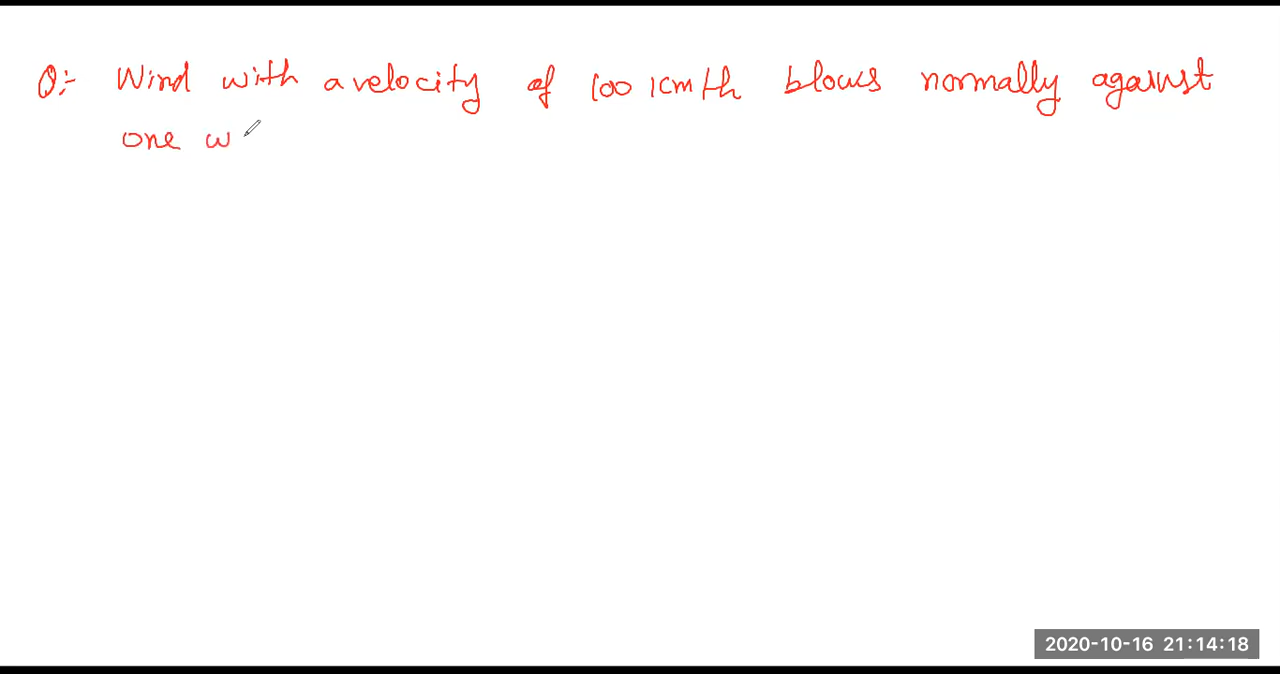 Q:- Wind with a velocity of 100 km/h blows normally against
one w
2020-10-16 21:14:18